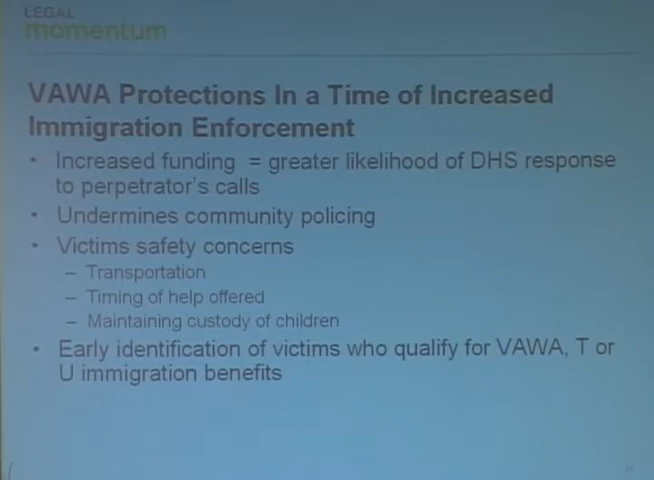 LEGAL
momentum
VAWA Protections In a Time of Increased
Immigration Enforcement
• Increased funding = greater likelihood of DHS response
to perpetrator's calls
• Undermines community policing
• Victims safety concerns
– Transportation
– Timing of help offered
– Maintaining custody of children
• Early identification of victims who qualify for VAWA, T or
U immigration benefits